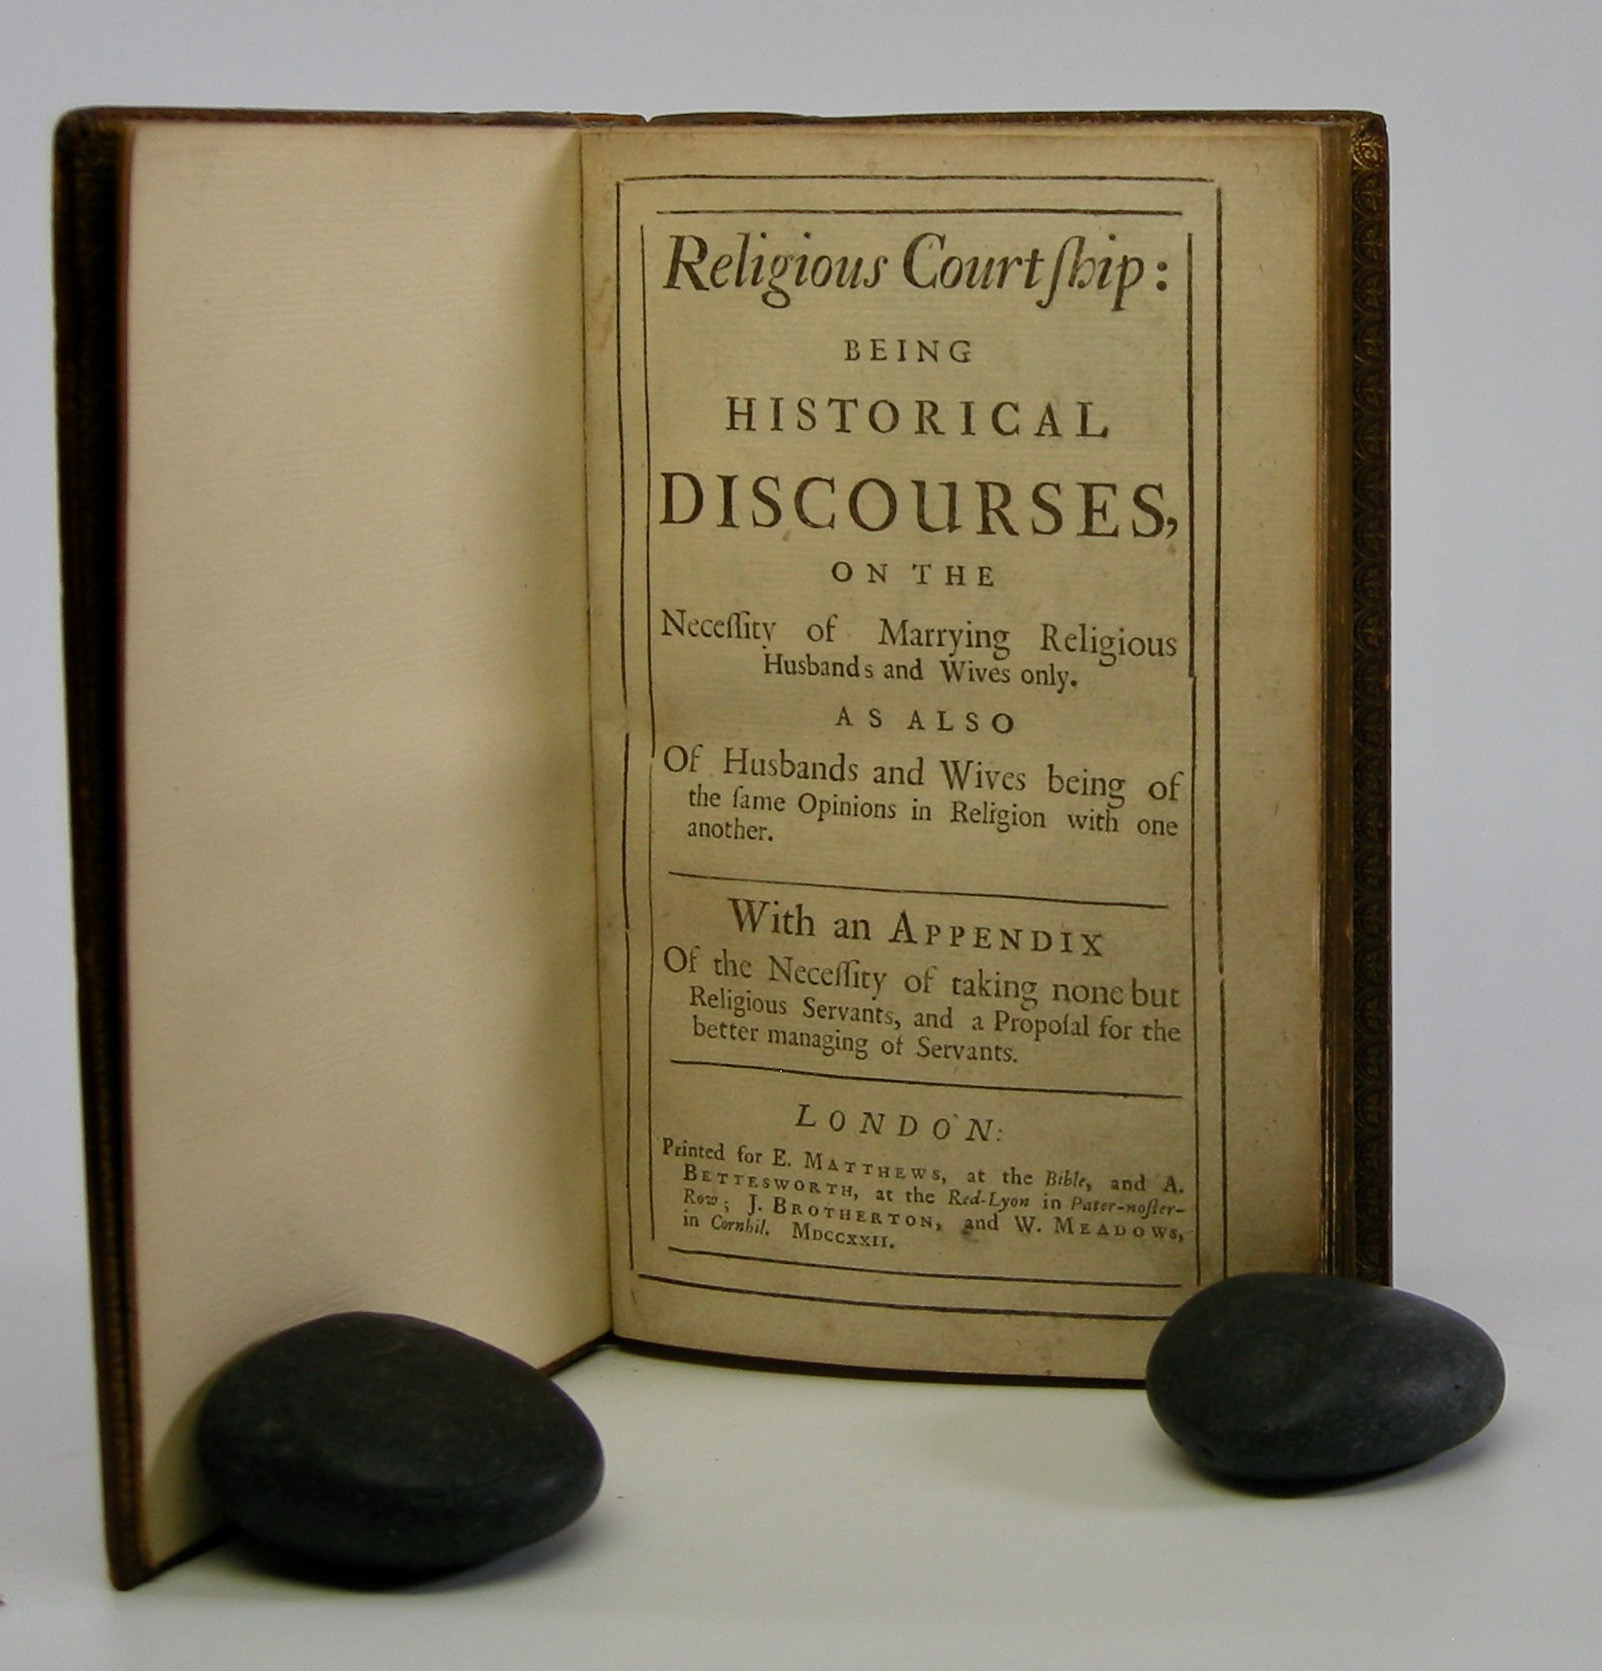 Religious Courtſhip:
BEING
HISTORICAL
DISCOURSES,
ON THE
Neceſſity of Marrying Religious
Husbands and Wives only.
AS ALSO
Of Husbands and Wives being of
the ſame Opinions in Religion with one
another.
With an APPENDIX
Of the Neceſſity of taking none but
Religious Servants, and a Propoſal for the
better managing of Servants.
LONDON:
Printed for E. MATTHEWS, at the Bible, and A.
BETTESWORTH, at the Red-Lyon in Pater-noſter-
Row; J. BROTHERTON, and W. MEADOWS,
in Cornhil. MDCCXXII.